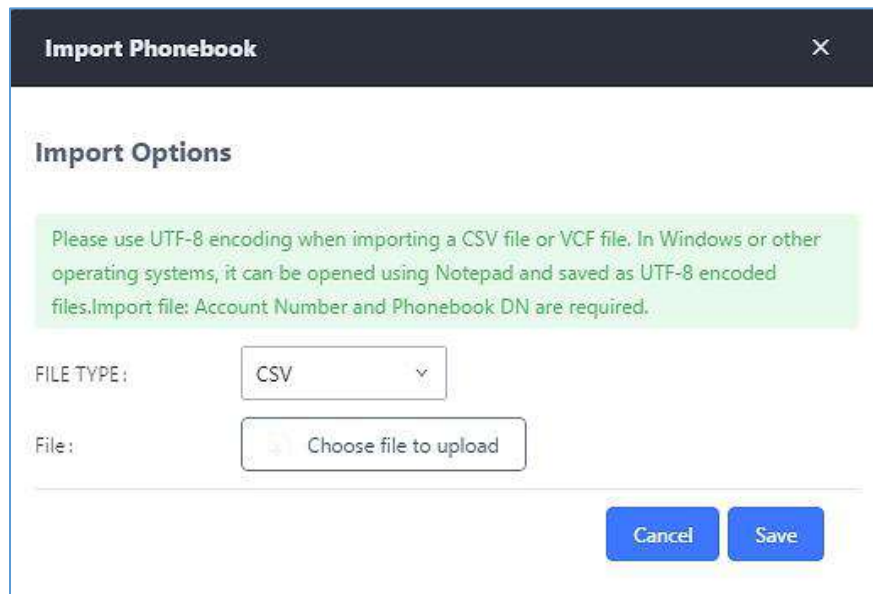 Import Phonebook
Import Options
Please use UTF-8 encoding when importing a CSV file or VCF file. In Windows or other
operating systems, it can be opened using Notepad and saved as UTF-8 encoded
files.Import file: Account Number and Phonebook DN are required.
FILE TYPE:
CSV
File:
Choose file to upload
Cancel
Save